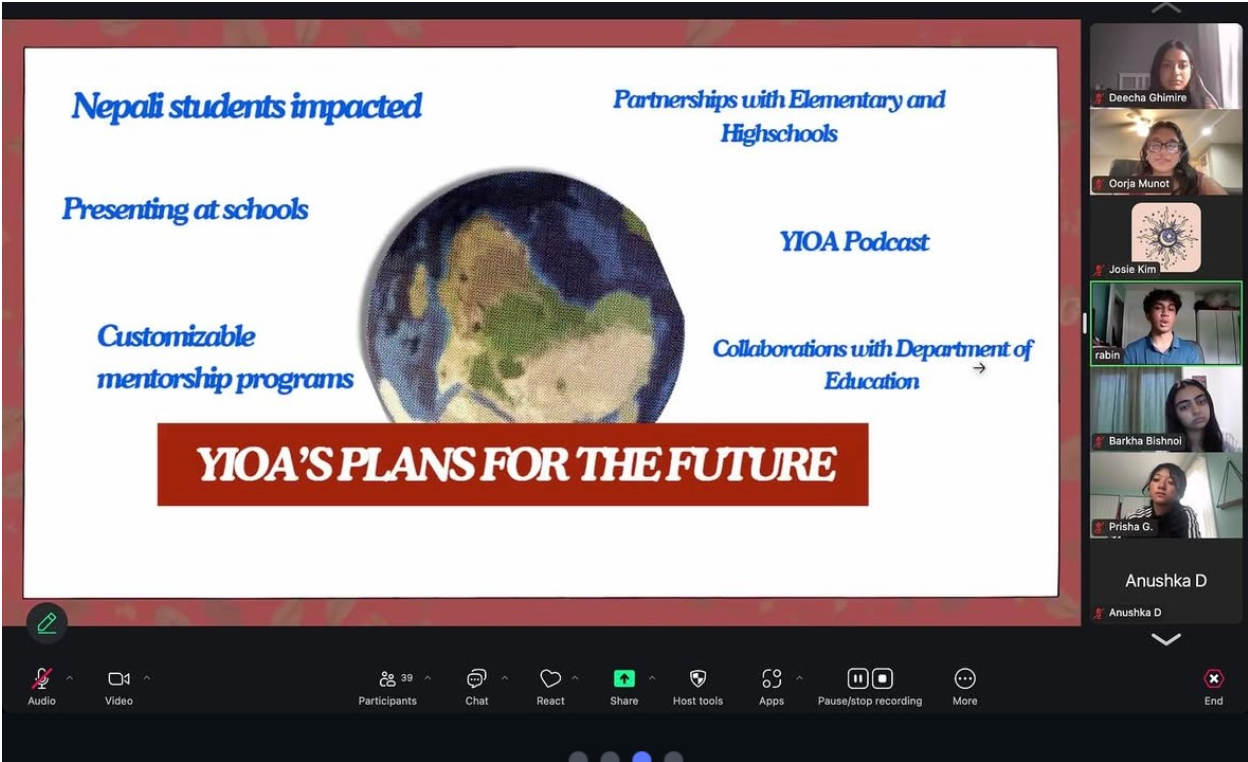 Nepali students impacted
Partnerships with Elementary and
Highschools
Presenting at schools
YIOA Podcast
Customizable
mentorship programs
Collaborations with Department of
Education
YIOA'S PLANS FOR THE FUTURE
Deecha Ghimire
Oorja Munot
Josie Kim
rabin
Barkha Bishnoi
Prisha G.
Anushka D
Anushka D
Audio
Video
39
Participants
Chat
React
Share
Host tools
Apps
Pause/stop recording
More
End